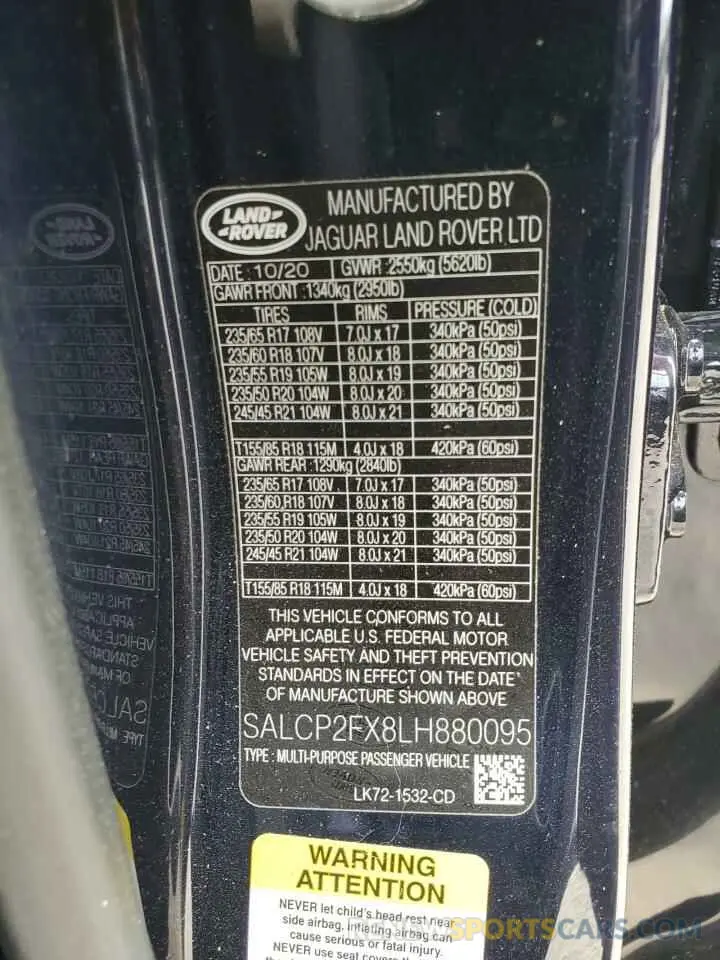 LAND ROVER
MANUFACTURED BY
JAGUAR LAND ROVER LTD
DATE : 10/20 GVWR : 2550kg (5620lb)
GAWR FRONT : 1340kg (2950lb)
TIRES RIMS PRESSURE (COLD)
235/65 R17 108V 7.0J x 17 340kPa (50psi)
235/60 R18 107V 8.0J x 18 340kPa (50psi)
235/55 R19 105W 8.0J x 19 340kPa (50psi)
235/50 R20 104W 8.0J x 20 340kPa (50psi)
245/45 R21 104W 8.0J x 21 340kPa (50psi)
T155/85 R18 115M 4.0J x 18 420kPa (60psi)
GAWR REAR : 1290kg (2840lb)
235/65 R17 108V 7.0J x 17 340kPa (50psi)
235/60 R18 107V 8.0J x 18 340kPa (50psi)
235/55 R19 105W 8.0J x 19 340kPa (50psi)
235/50 R20 104W 8.0J x 20 340kPa (50psi)
245/45 R21 104W 8.0J x 21 340kPa (50psi)
T155/85 R18 115M 4.0J x 18 420kPa (60psi)
THIS VEHICLE CONFORMS TO ALL
APPLICABLE U.S. FEDERAL MOTOR
VEHICLE SAFETY AND THEFT PREVENTION
STANDARDS IN EFFECT ON THE DATE
OF MANUFACTURE SHOWN ABOVE
SALCP2FX8LH880095
TYPE : MULTI-PURPOSE PASSENGER VEHICLE
LK72-1532-CD
WARNING
ATTENTION
NEVER let child's head rest near
side airbag, inflating airbag can
cause serious or fatal injury.
NEVER use seat covers